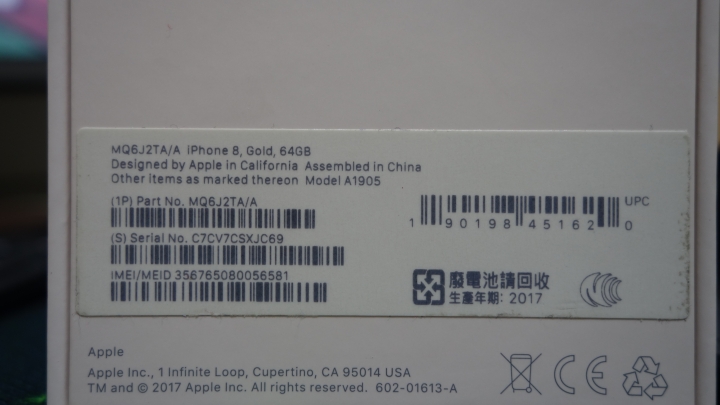 MQ6J2TA/A iPhone 8, Gold, 64GB
Designed by Apple in California Assembled in China
Other items as marked thereon Model A1905
(1P) Part No. MQ6J2TA/A
(S) Serial No. C7CV7CSXJC69
IMEI/MEID 356765080056581
UPC
1 90198 45162 0
廢電池請回收
生產年期: 2017
Apple
Apple Inc., 1 Infinite Loop, Cupertino, CA 95014 USA
TM and © 2017 Apple Inc. All rights reserved. 602-01613-A
CE